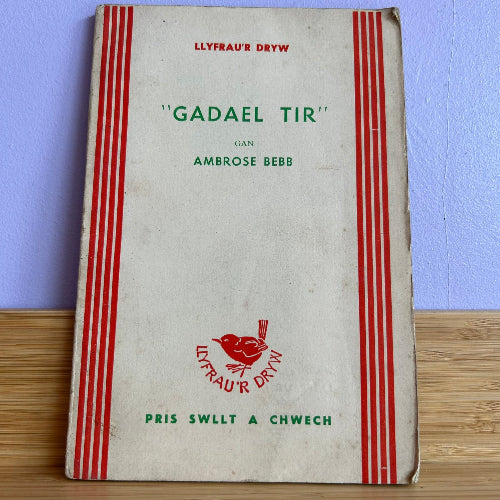 LLYFRAU'R DRYW
"GADAEL TIR"
GAN
AMBROSE BEBB
LLYFRAU'R DRYW
PRIS SWLLT A CHWECH